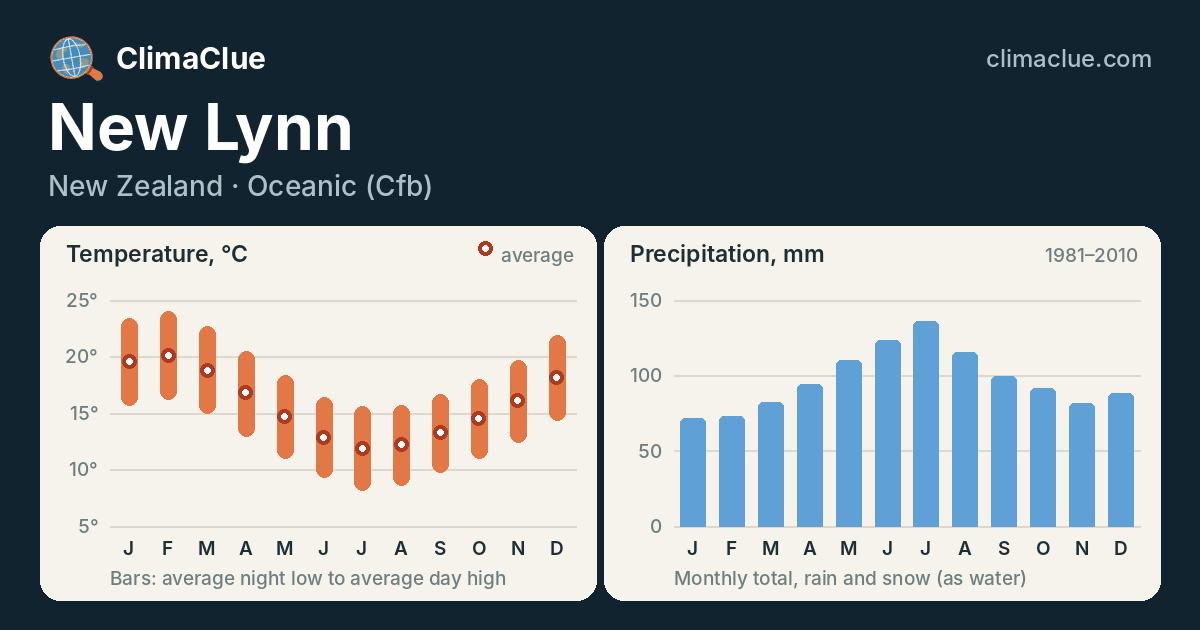 ClimaClue
climaclue.com
New Lynn
New Zealand · Oceanic (Cfb)
Temperature, °C
average
25°
20°
15°
10°
5°
J F M A M J J A S O N D
Bars: average night low to average day high
Precipitation, mm
1981–2010
150
100
50
0
J F M A M J J A S O N D
Monthly total, rain and snow (as water)